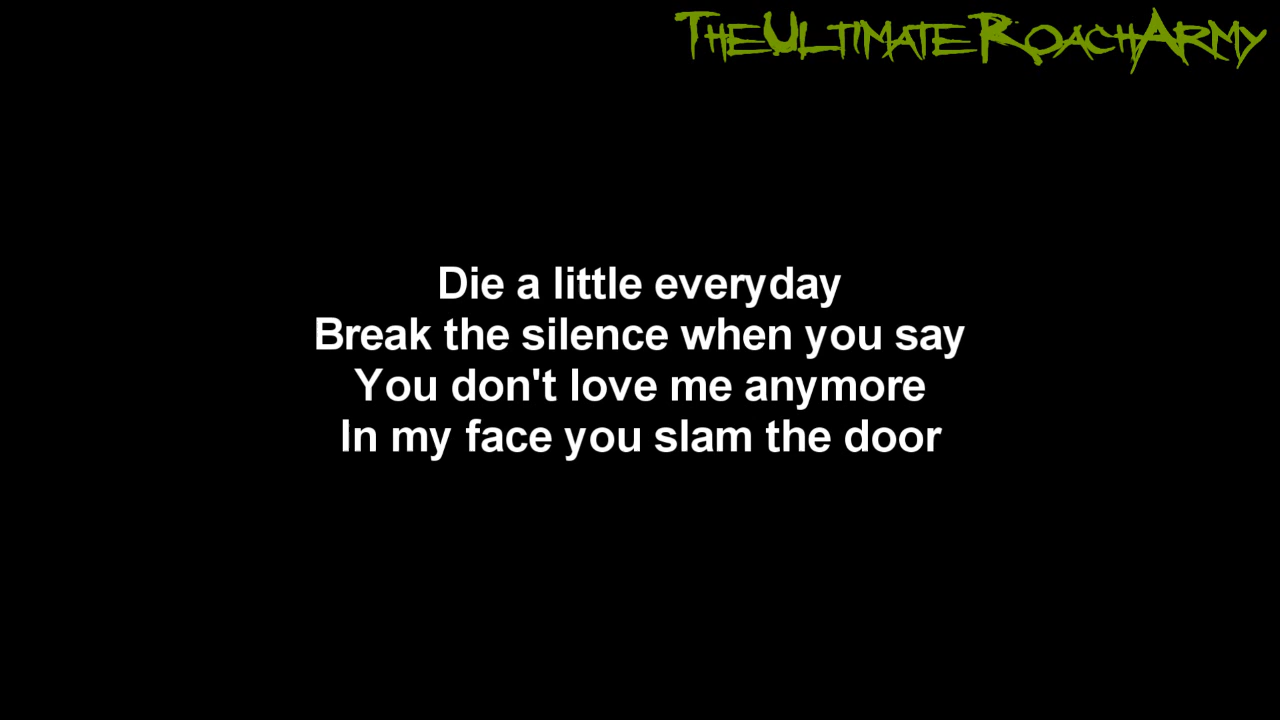 TheUltimateRoachArmy
Die a little everyday
Break the silence when you say
You don't love me anymore
In my face you slam the door